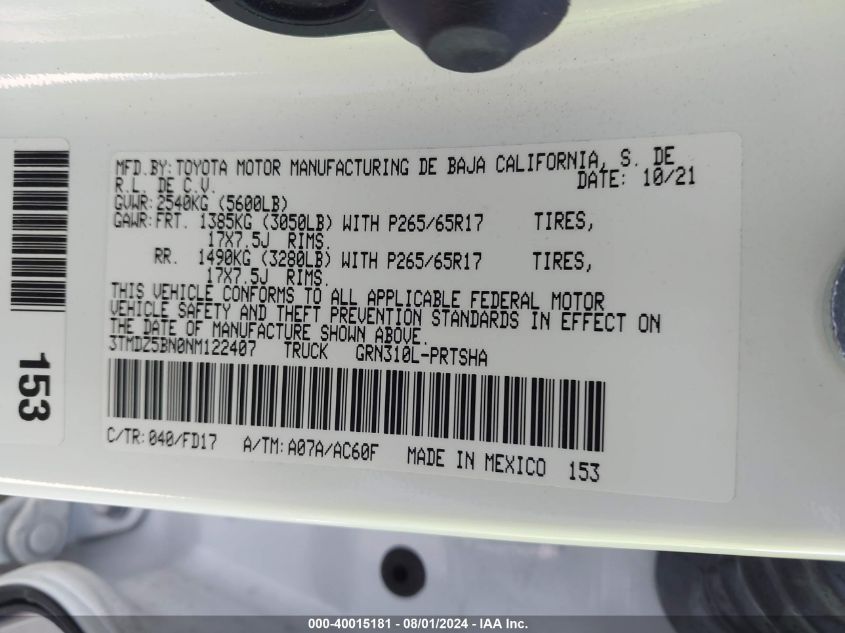 MFD.BY:TOYOTA MOTOR MANUFACTURING DE BAJA CALIFORNIA, S. DE
R.L. DE C.V. DATE: 10/21
GVWR:2540KG (5600LB)
GAWR:FRT. 1385KG (3050LB) WITH P265/65R17 TIRES,
17X7.5J RIMS.
RR. 1490KG (3280LB) WITH P265/65R17 TIRES,
17X7.5J RIMS.
THIS VEHICLE CONFORMS TO ALL APPLICABLE FEDERAL MOTOR
VEHICLE SAFETY AND THEFT PREVENTION STANDARDS IN EFFECT ON
THE DATE OF MANUFACTURE SHOWN ABOVE.
3TMDZ5BN0NM122407 TRUCK GRN310L-PRTSHA
C/TR:040/FD17 A/TM:A07A/AC60F MADE IN MEXICO 153
153
000-40015181 - 08/01/2024 - IAA Inc.